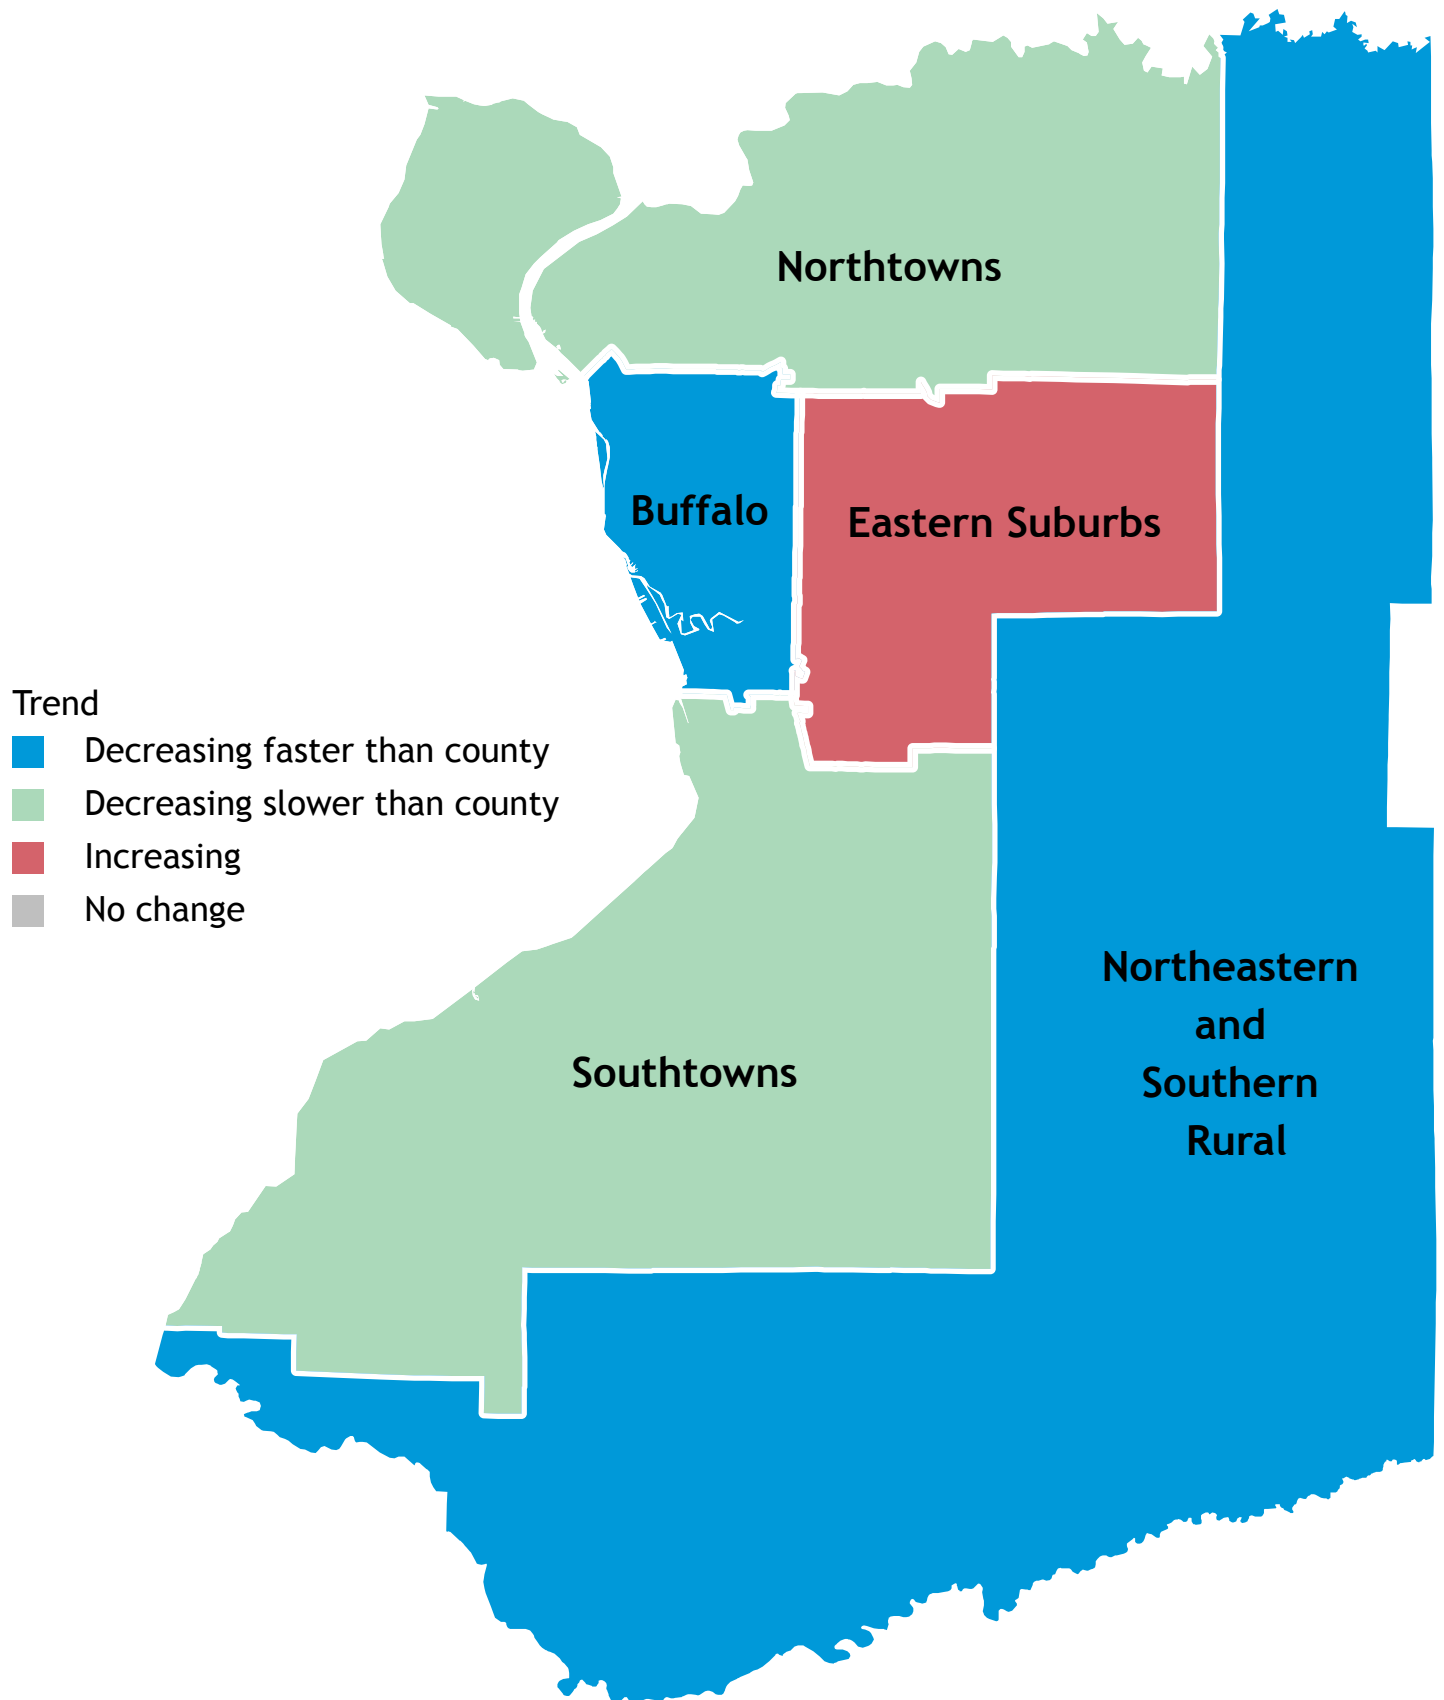 Northtowns
Buffalo
Eastern Suburbs
Trend
Decreasing faster than county
Decreasing slower than county
Increasing
No change
Northeastern
and
Southern
Rural
Southtowns